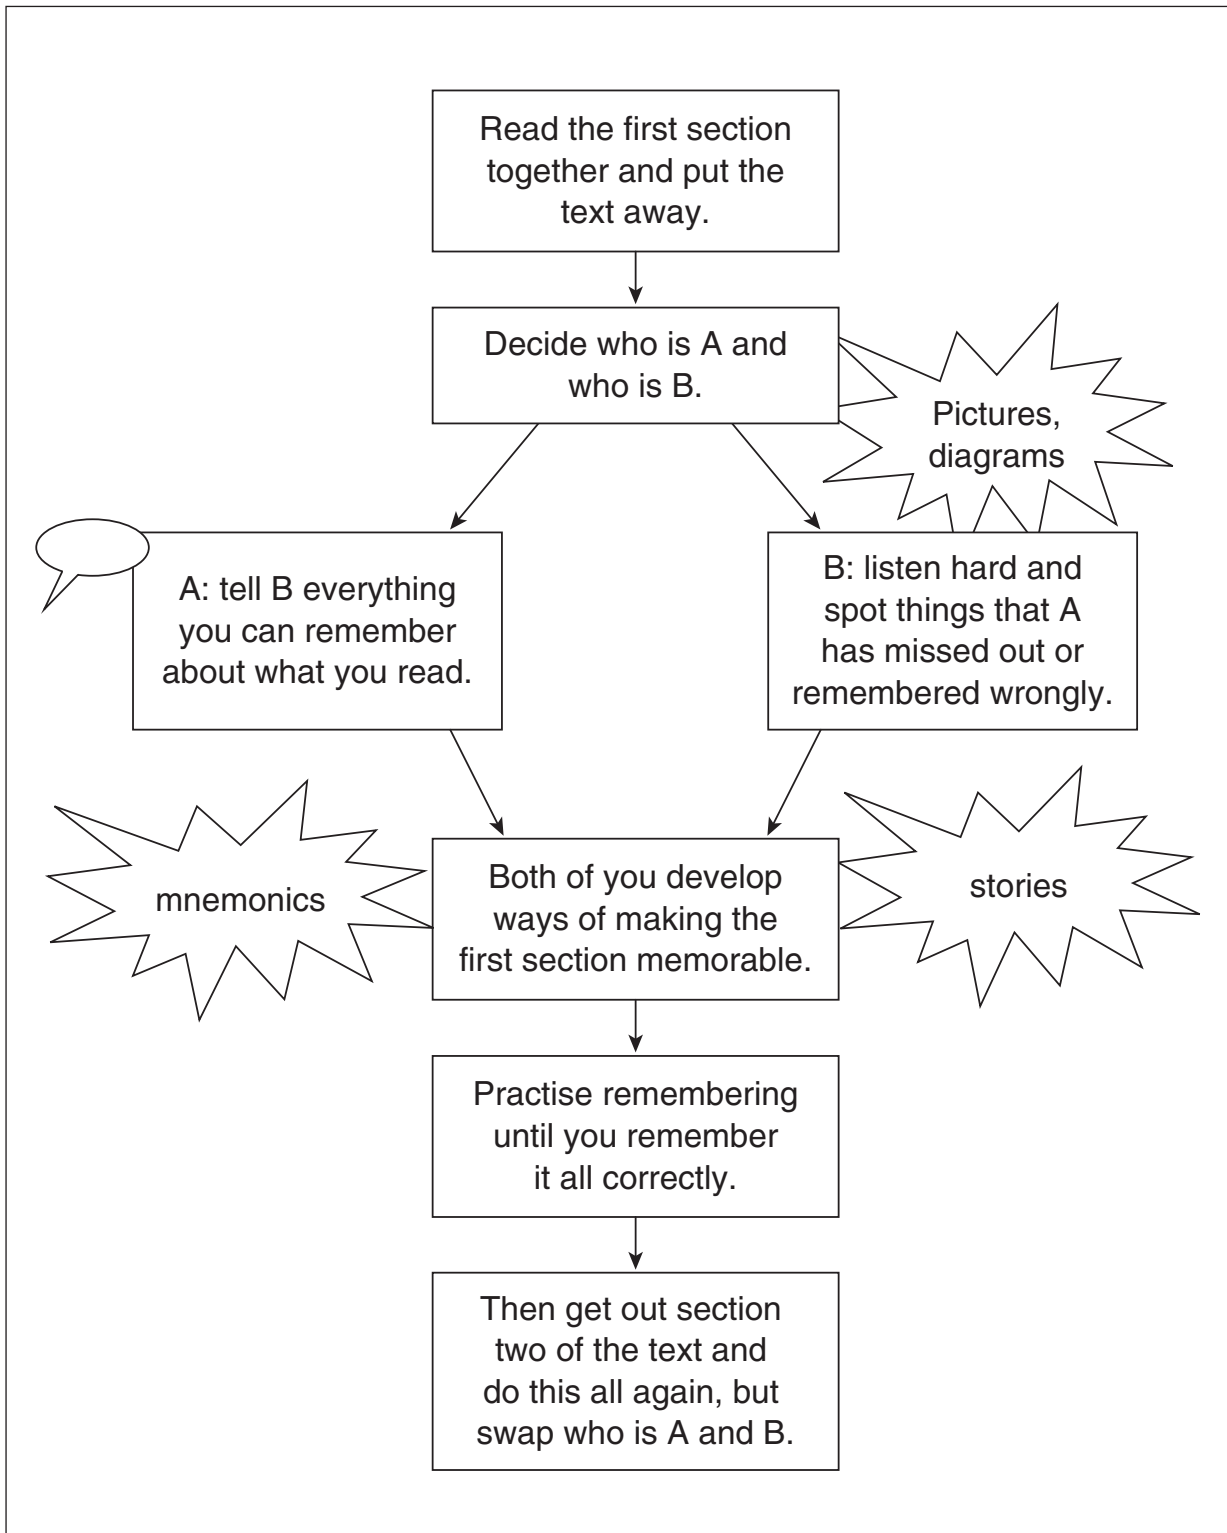 Read the first section
together and put the
text away.
Decide who is A and
who is B.
Pictures,
diagrams
A: tell B everything
you can remember
about what you read.
B: listen hard and
spot things that A
has missed out or
remembered wrongly.
mnemonics
Both of you develop
ways of making the
first section memorable.
stories
Practise remembering
until you remember
it all correctly.
Then get out section
two of the text and
do this all again, but
swap who is A and B.